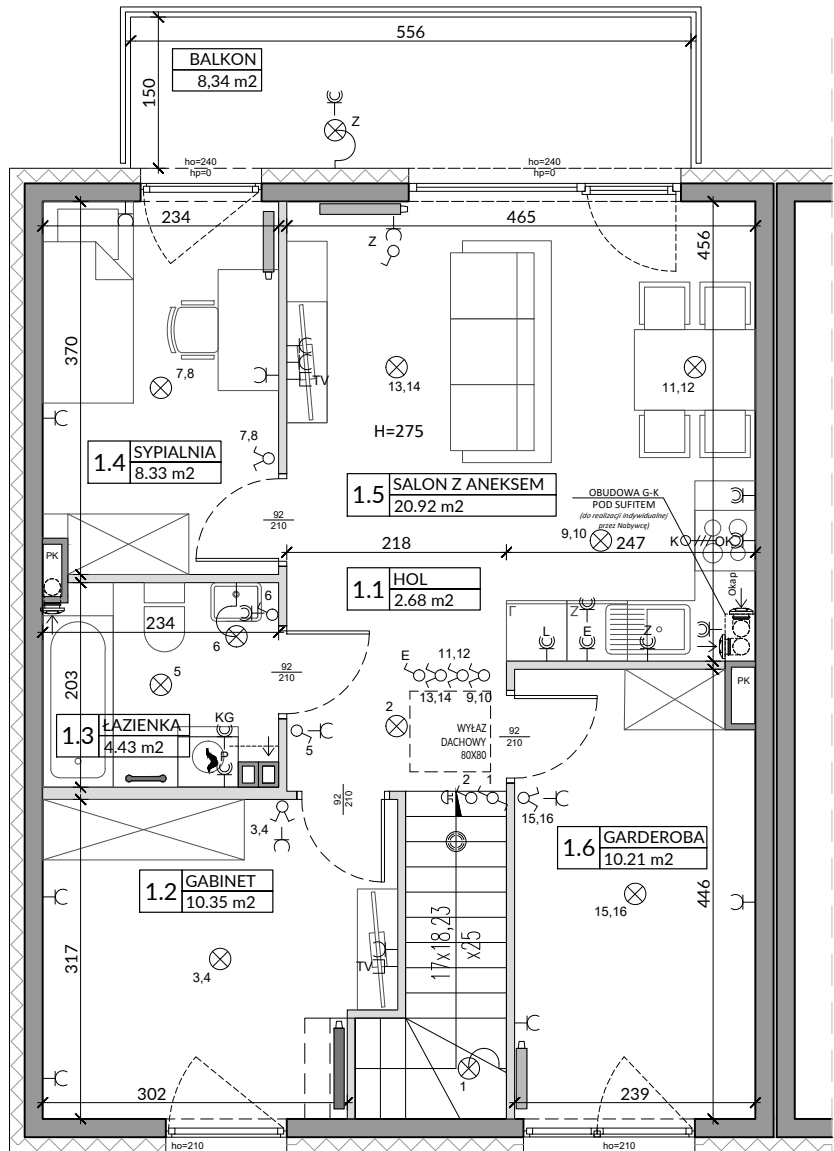 556
BALKON
8,34 m2
150
Z
ho=240
hp=0
ho=240
hp=0
234
465
456
Z
370
7,8
13,14
TV
11,12
H=275
7,8
1.4
SYPIALNIA
8.33 m2
1.5
SALON Z ANEKSEM
20.92 m2
OBUDOWA G-K
POD SUFITEM
(do realizacji indywidualnej
przez Nabywcę)
92
210
9,10
247
K
OK
PK
218
1.1
HOL
2.68 m2
Okap
6
234
6
Z
L
E
Z
92
210
E
11,12
13,14
9,10
PK
5
203
2
WYŁAZ
DACHOWY
80X80
92
210
1.3
ŁAZIENKA
4.43 m2
KG
P
5
92
210
2
1
3,4
15,16
1.6
GARDEROBA
10.21 m2
1.2
GABINET
10.35 m2
446
15,16
317
3,4
TV
17x18,23
x25
1
302
239
ho=210
ho=210